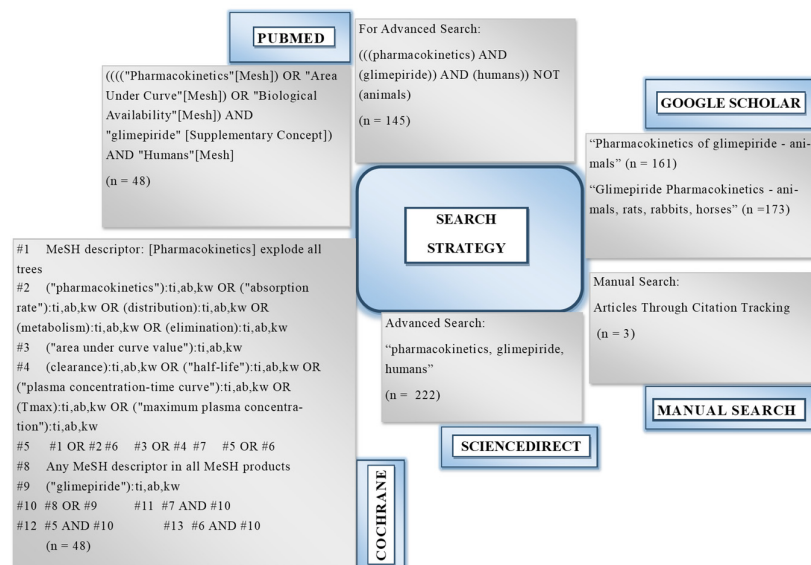 PUBMED
(((("Pharmacokinetics"[Mesh]) OR "Area
Under Curve"[Mesh]) OR "Biological
Availability"[Mesh]) AND
"glimepiride" [Supplementary Concept])
AND "Humans"[Mesh]
(n = 48)
For Advanced Search:
(((pharmacokinetics) AND
(glimepiride)) AND (humans)) NOT
(animals)
(n = 145)
GOOGLE SCHOLAR
“Pharmacokinetics of glimepiride - ani-
mals” (n = 161)
“Glimepiride Pharmacokinetics - ani-
mals, rats, rabbits, horses” (n =173)
SEARCH
STRATEGY
#1 MeSH descriptor: [Pharmacokinetics] explode all
trees
#2 ("pharmacokinetics"):ti,ab,kw OR ("absorption
rate"):ti,ab,kw OR (distribution):ti,ab,kw OR
(metabolism):ti,ab,kw OR (elimination):ti,ab,kw
#3 ("area under curve value"):ti,ab,kw
#4 (clearance):ti,ab,kw OR ("half-life"):ti,ab,kw OR
("plasma concentration-time curve"):ti,ab,kw OR
(Tmax):ti,ab,kw OR ("maximum plasma concentra-
tion"):ti,ab,kw
#5 #1 OR #2 #6 #3 OR #4 #7 #5 OR #6
#8 Any MeSH descriptor in all MeSH products
#9 ("glimepiride"):ti,ab,kw
#10 #8 OR #9 #11 #7 AND #10
#12 #5 AND #10 #13 #6 AND #10
(n = 48)
COCHRANE
Advanced Search:
“pharmacokinetics, glimepiride,
humans”
(n = 222)
SCIENCEDIRECT
Manual Search:
Articles Through Citation Tracking
(n = 3)
MANUAL SEARCH